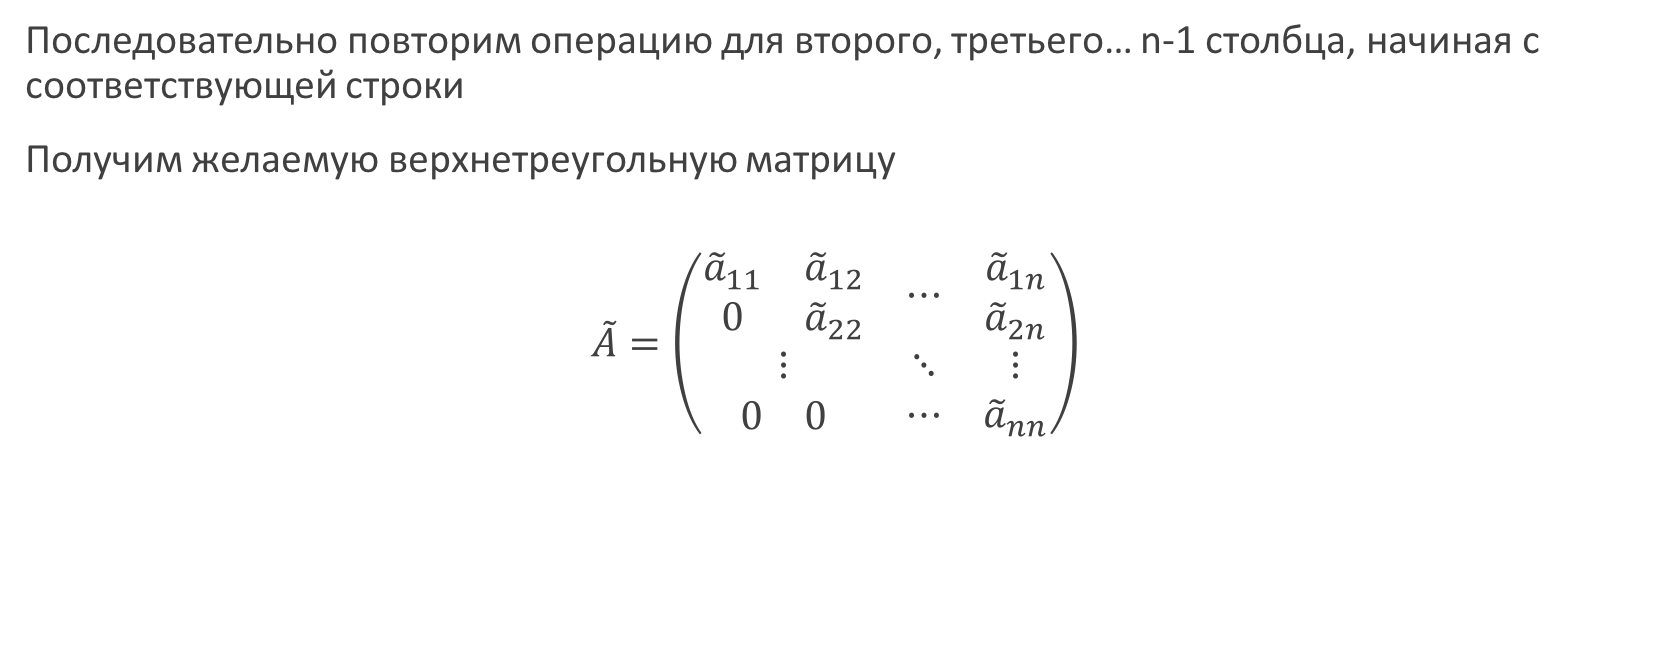 Последовательно повторим операцию для второго, третьего... n-1 столбца, начиная с
соответствующей строки
Получим желаемую верхнетреугольную матрицу
ã₁₁ ã₁₂ ... ã₁ₙ
0 ã₂₂ ã₂ₙ
Ã =
⋮ ⋱ ⋮
0 0 ⋯ ãₙₙ